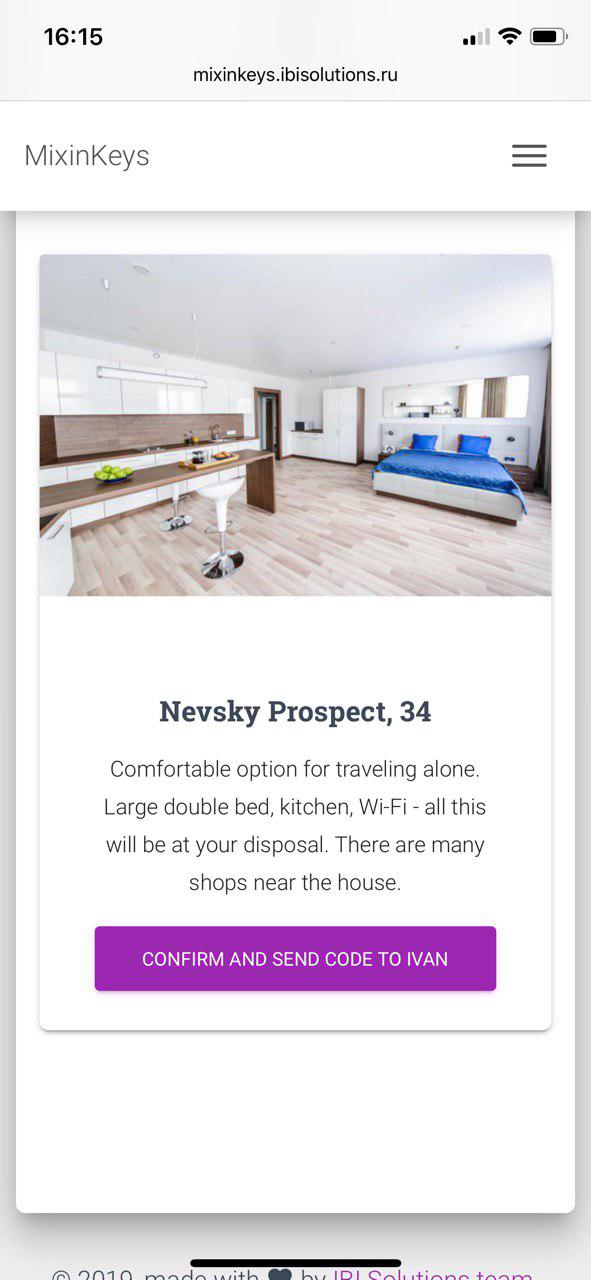 16:15
mixinkeys.ibisolutions.ru
MixinKeys
Nevsky Prospect, 34
Comfortable option for traveling alone.
Large double bed, kitchen, Wi-Fi - all this
will be at your disposal. There are many
shops near the house.
CONFIRM AND SEND CODE TO IVAN
© 2019, made with by IBI Solutions team